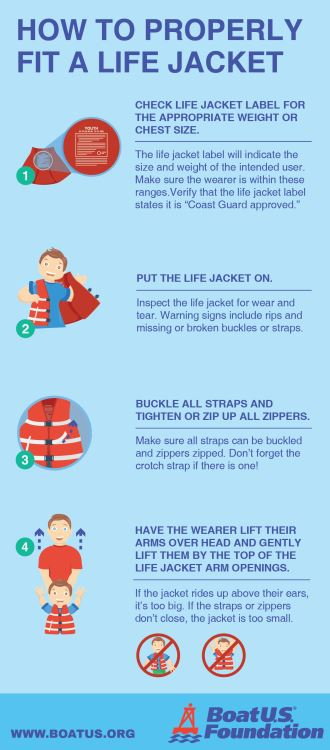 HOW TO PROPERLY
FIT A LIFE JACKET
CHECK LIFE JACKET LABEL FOR
THE APPROPRIATE WEIGHT OR
CHEST SIZE.
YOUTH
The life jacket label will indicate the
size and weight of the intended user.
Make sure the wearer is within these
ranges.Verify that the life jacket label
states it is “Coast Guard approved.”
1
PUT THE LIFE JACKET ON.
Inspect the life jacket for wear and
tear. Warning signs include rips and
missing or broken buckles or straps.
2
BUCKLE ALL STRAPS AND
TIGHTEN OR ZIP UP ALL ZIPPERS.
Make sure all straps can be buckled
and zippers zipped. Don’t forget the
crotch strap if there is one!
3
HAVE THE WEARER LIFT THEIR
ARMS OVER HEAD AND GENTLY
LIFT THEM BY THE TOP OF THE
LIFE JACKET ARM OPENINGS.
4
If the jacket rides up above their ears,
it’s too big. If the straps or zippers
don’t close, the jacket is too small.
WWW.BOATUS.ORG
BoatU.S.
Foundation